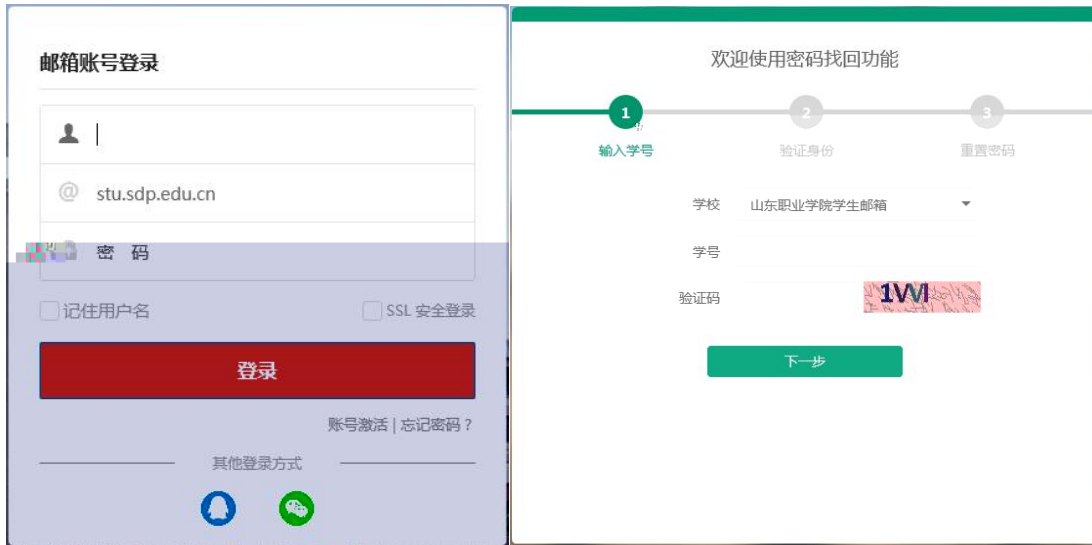 邮箱账号登录
@ stu.sdp.edu.cn
密 码
记住用户名
SSL 安全登录
登录
账号激活 | 忘记密码？
其他登录方式
欢迎使用密码找回功能
1 2 3
输入学号 验证身份 重置密码
学校 山东职业学院学生邮箱
学号
验证码
下一步